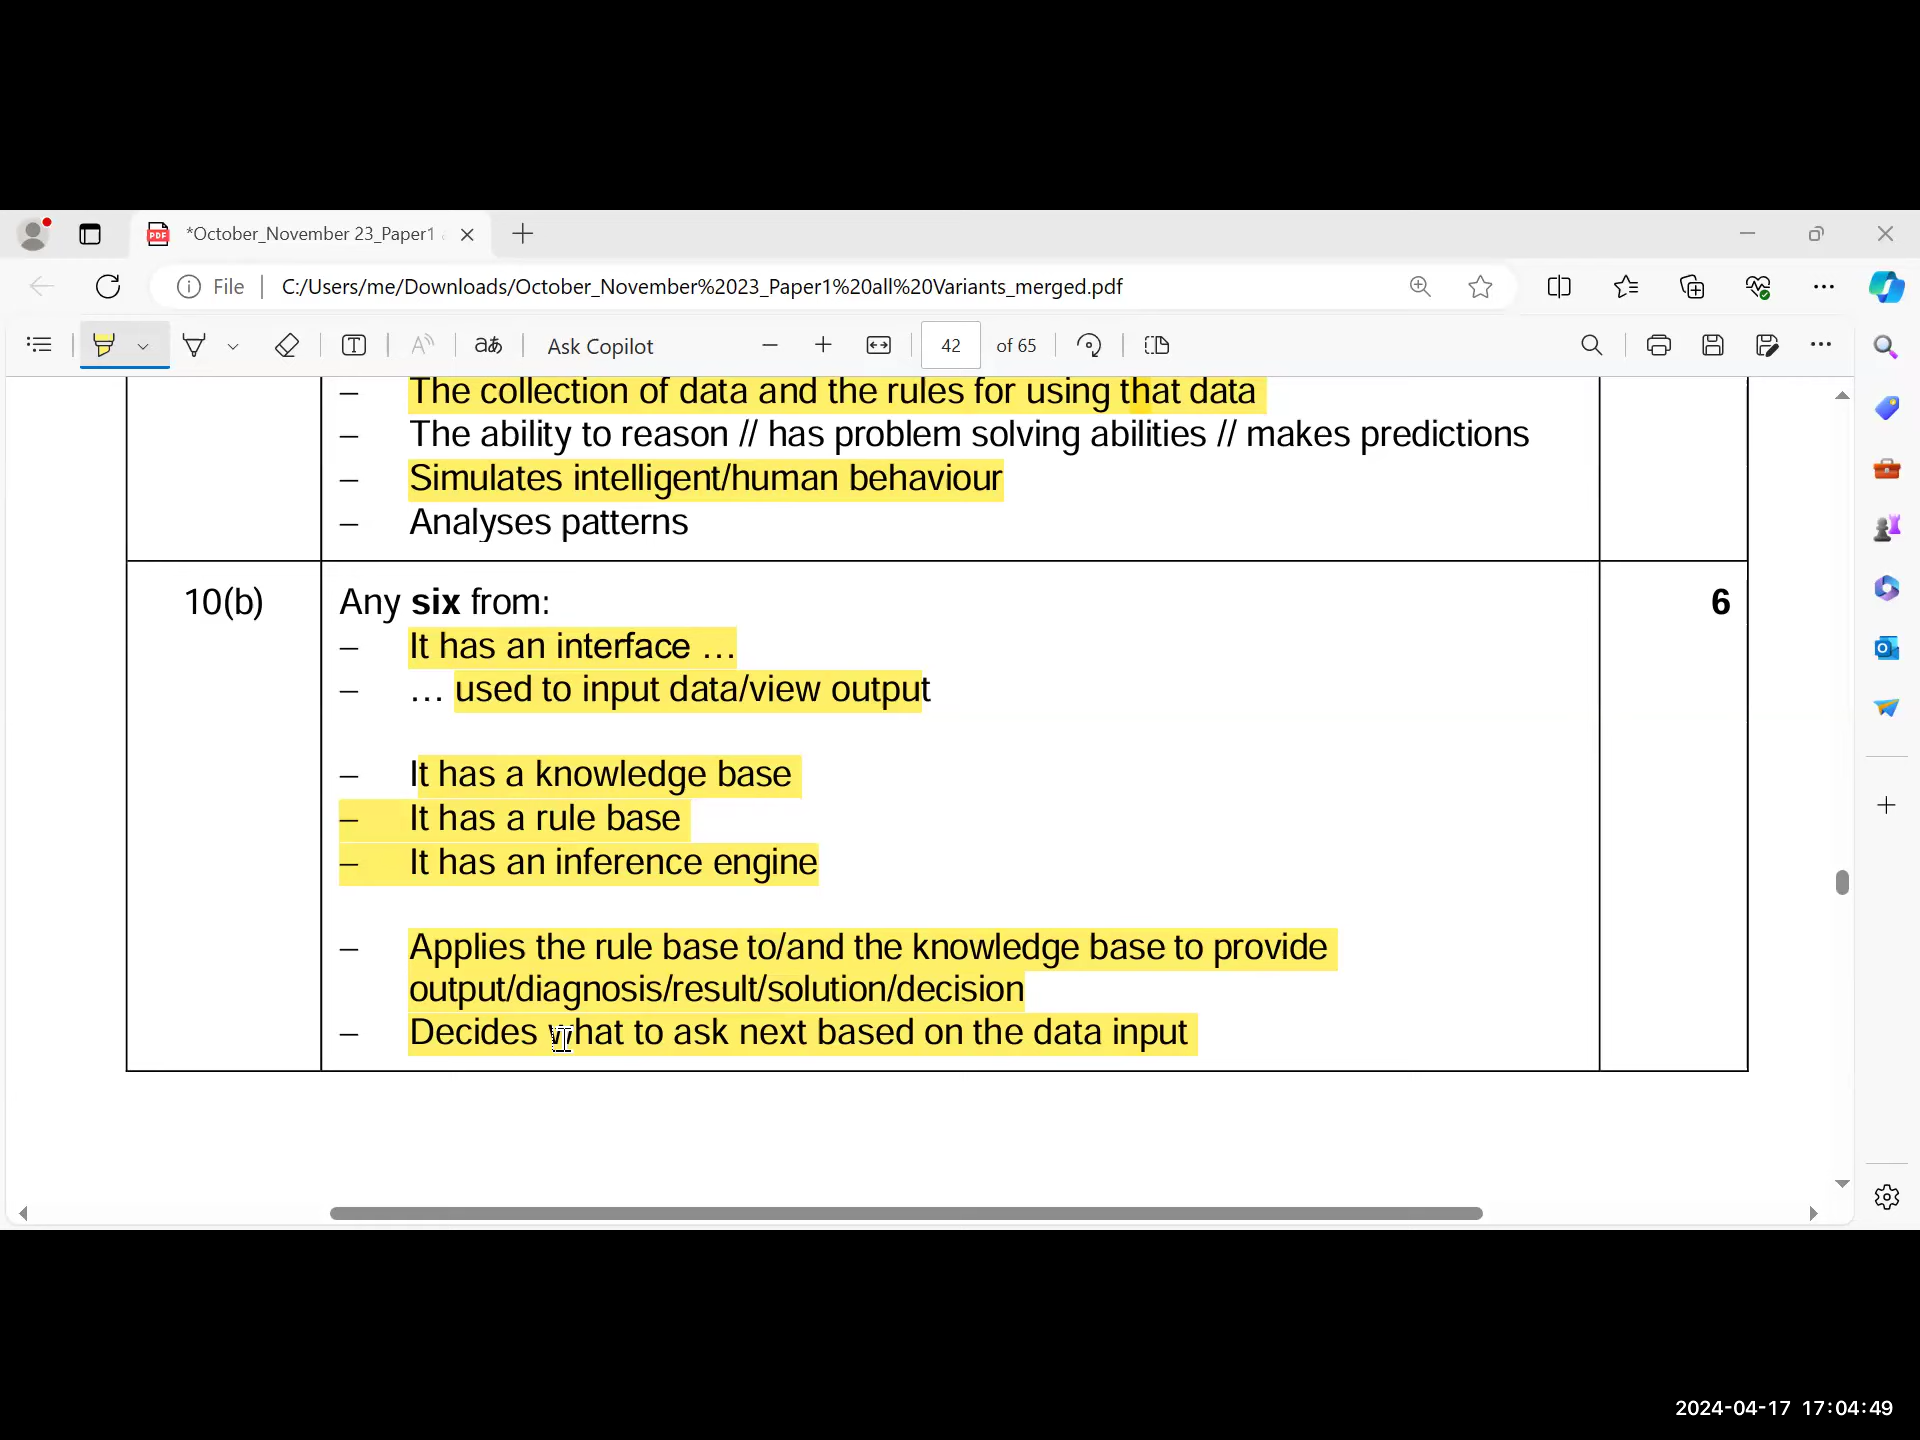 *October_November 23_Paper1
File
C:/Users/me/Downloads/October_November%2023_Paper1%20all%20Variants_merged.pdf
Ask Copilot
42
of 65
– The collection of data and the rules for using that data
– The ability to reason // has problem solving abilities // makes predictions
– Simulates intelligent/human behaviour
– Analyses patterns
10(b)
Any six from:
6
– It has an interface …
– … used to input data/view output
– It has a knowledge base
– It has a rule base
– It has an inference engine
– Applies the rule base to/and the knowledge base to provide
output/diagnosis/result/solution/decision
– Decides what to ask next based on the data input
2024-04-17 17:04:49